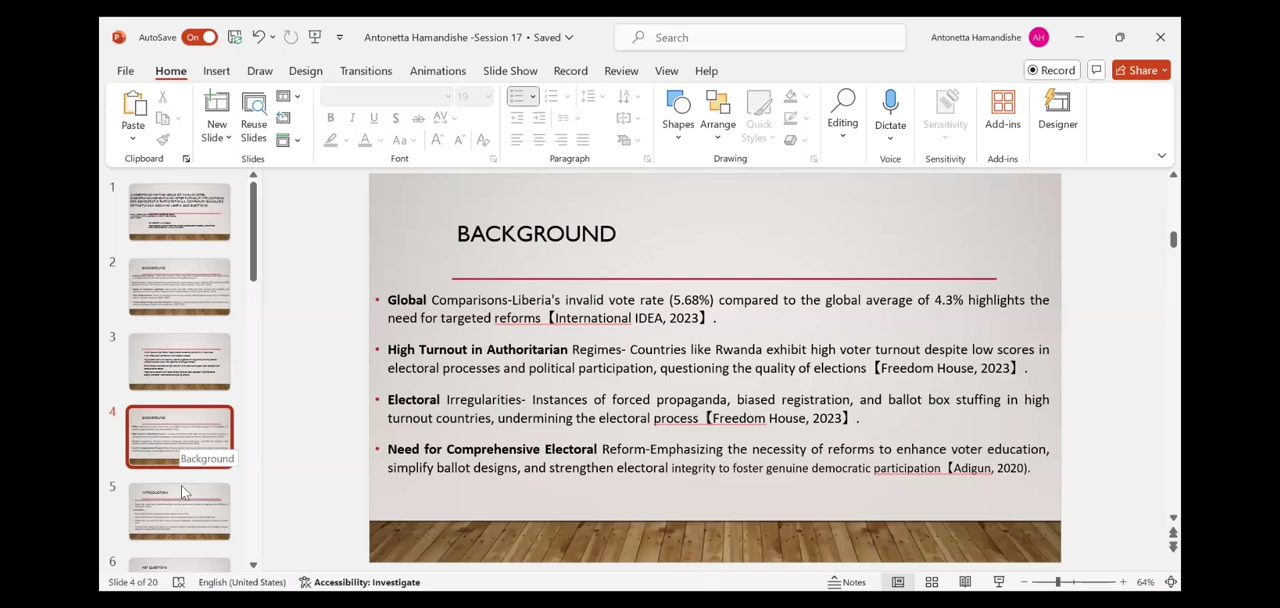 AutoSave On
Antonetta Hamandishe -Session 17 • Saved
Search
Antonetta Hamandishe AH
File Home Insert Draw Design Transitions Animations Slide Show Record Review View Help
Record
Share
Paste
New Slide
Reuse Slides
19
Shapes
Arrange
Quick Styles
Editing
Dictate
Sensitivity
Add-ins
Designer
Clipboard
Slides
Font
Paragraph
Drawing
Voice
Sensitivity
Add-ins
1
2
3
4
Background
5
6
BACKGROUND
• Global Comparisons-Liberia's invalid vote rate (5.68%) compared to the global average of 4.3% highlights the
need for targeted reforms【International IDEA, 2023】.
• High Turnout in Authoritarian Regimes-Countries like Rwanda exhibit high voter turnout despite low scores in
electoral processes and political participation, questioning the quality of elections【Freedom House, 2023】.
• Electoral Irregularities- Instances of forced propaganda, biased registration, and ballot box stuffing in high
turnout countries, undermining the electoral process【Freedom House, 2023】
• Need for Comprehensive Electoral Reform-Emphasizing the necessity of reforms to enhance voter education,
simplify ballot designs, and strengthen electoral integrity to foster genuine democratic participation【Adigun, 2020).
Slide 4 of 20
English (United States)
Accessibility: Investigate
Notes
64%